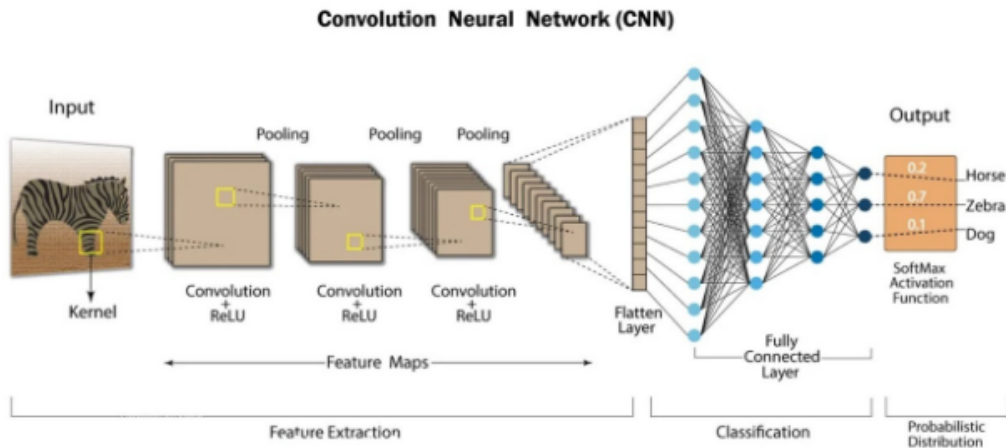 Convolution Neural Network (CNN)
Input
Output
Pooling
Pooling
Pooling
0.2
Horse
0.7
Zebra
0.1
Dog
Kernel
Convolution
+
ReLU
Convolution
+
ReLU
Convolution
+
ReLU
Flatten
Layer
SoftMax
Activation
Function
Fully
Connected
Layer
Feature Maps
Feature Extraction
Classification
Probabilistic
Distribution